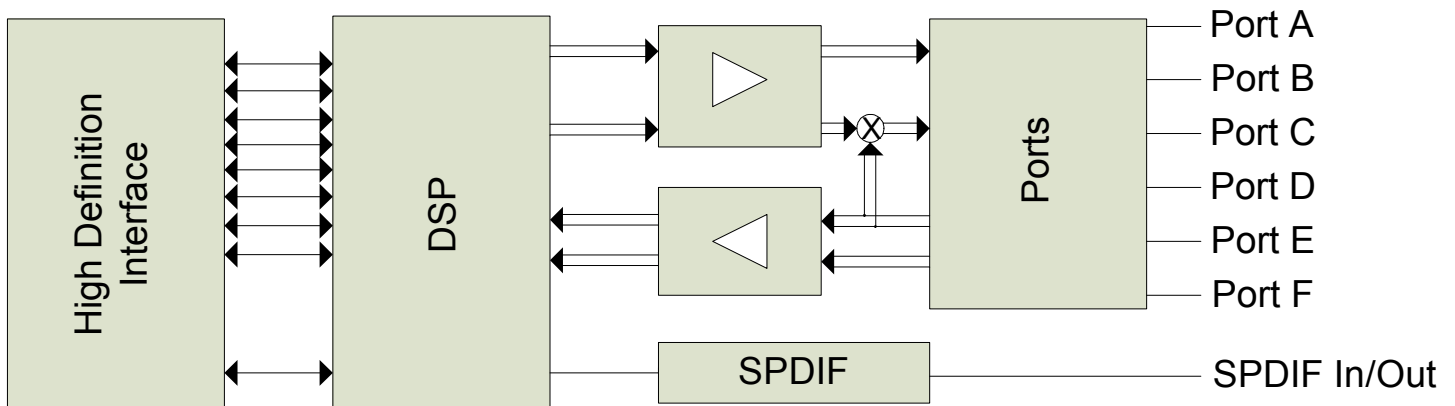 High Definition
Interface
DSP
X
Ports
Port A
Port B
Port C
Port D
Port E
Port F
SPDIF
SPDIF In/Out